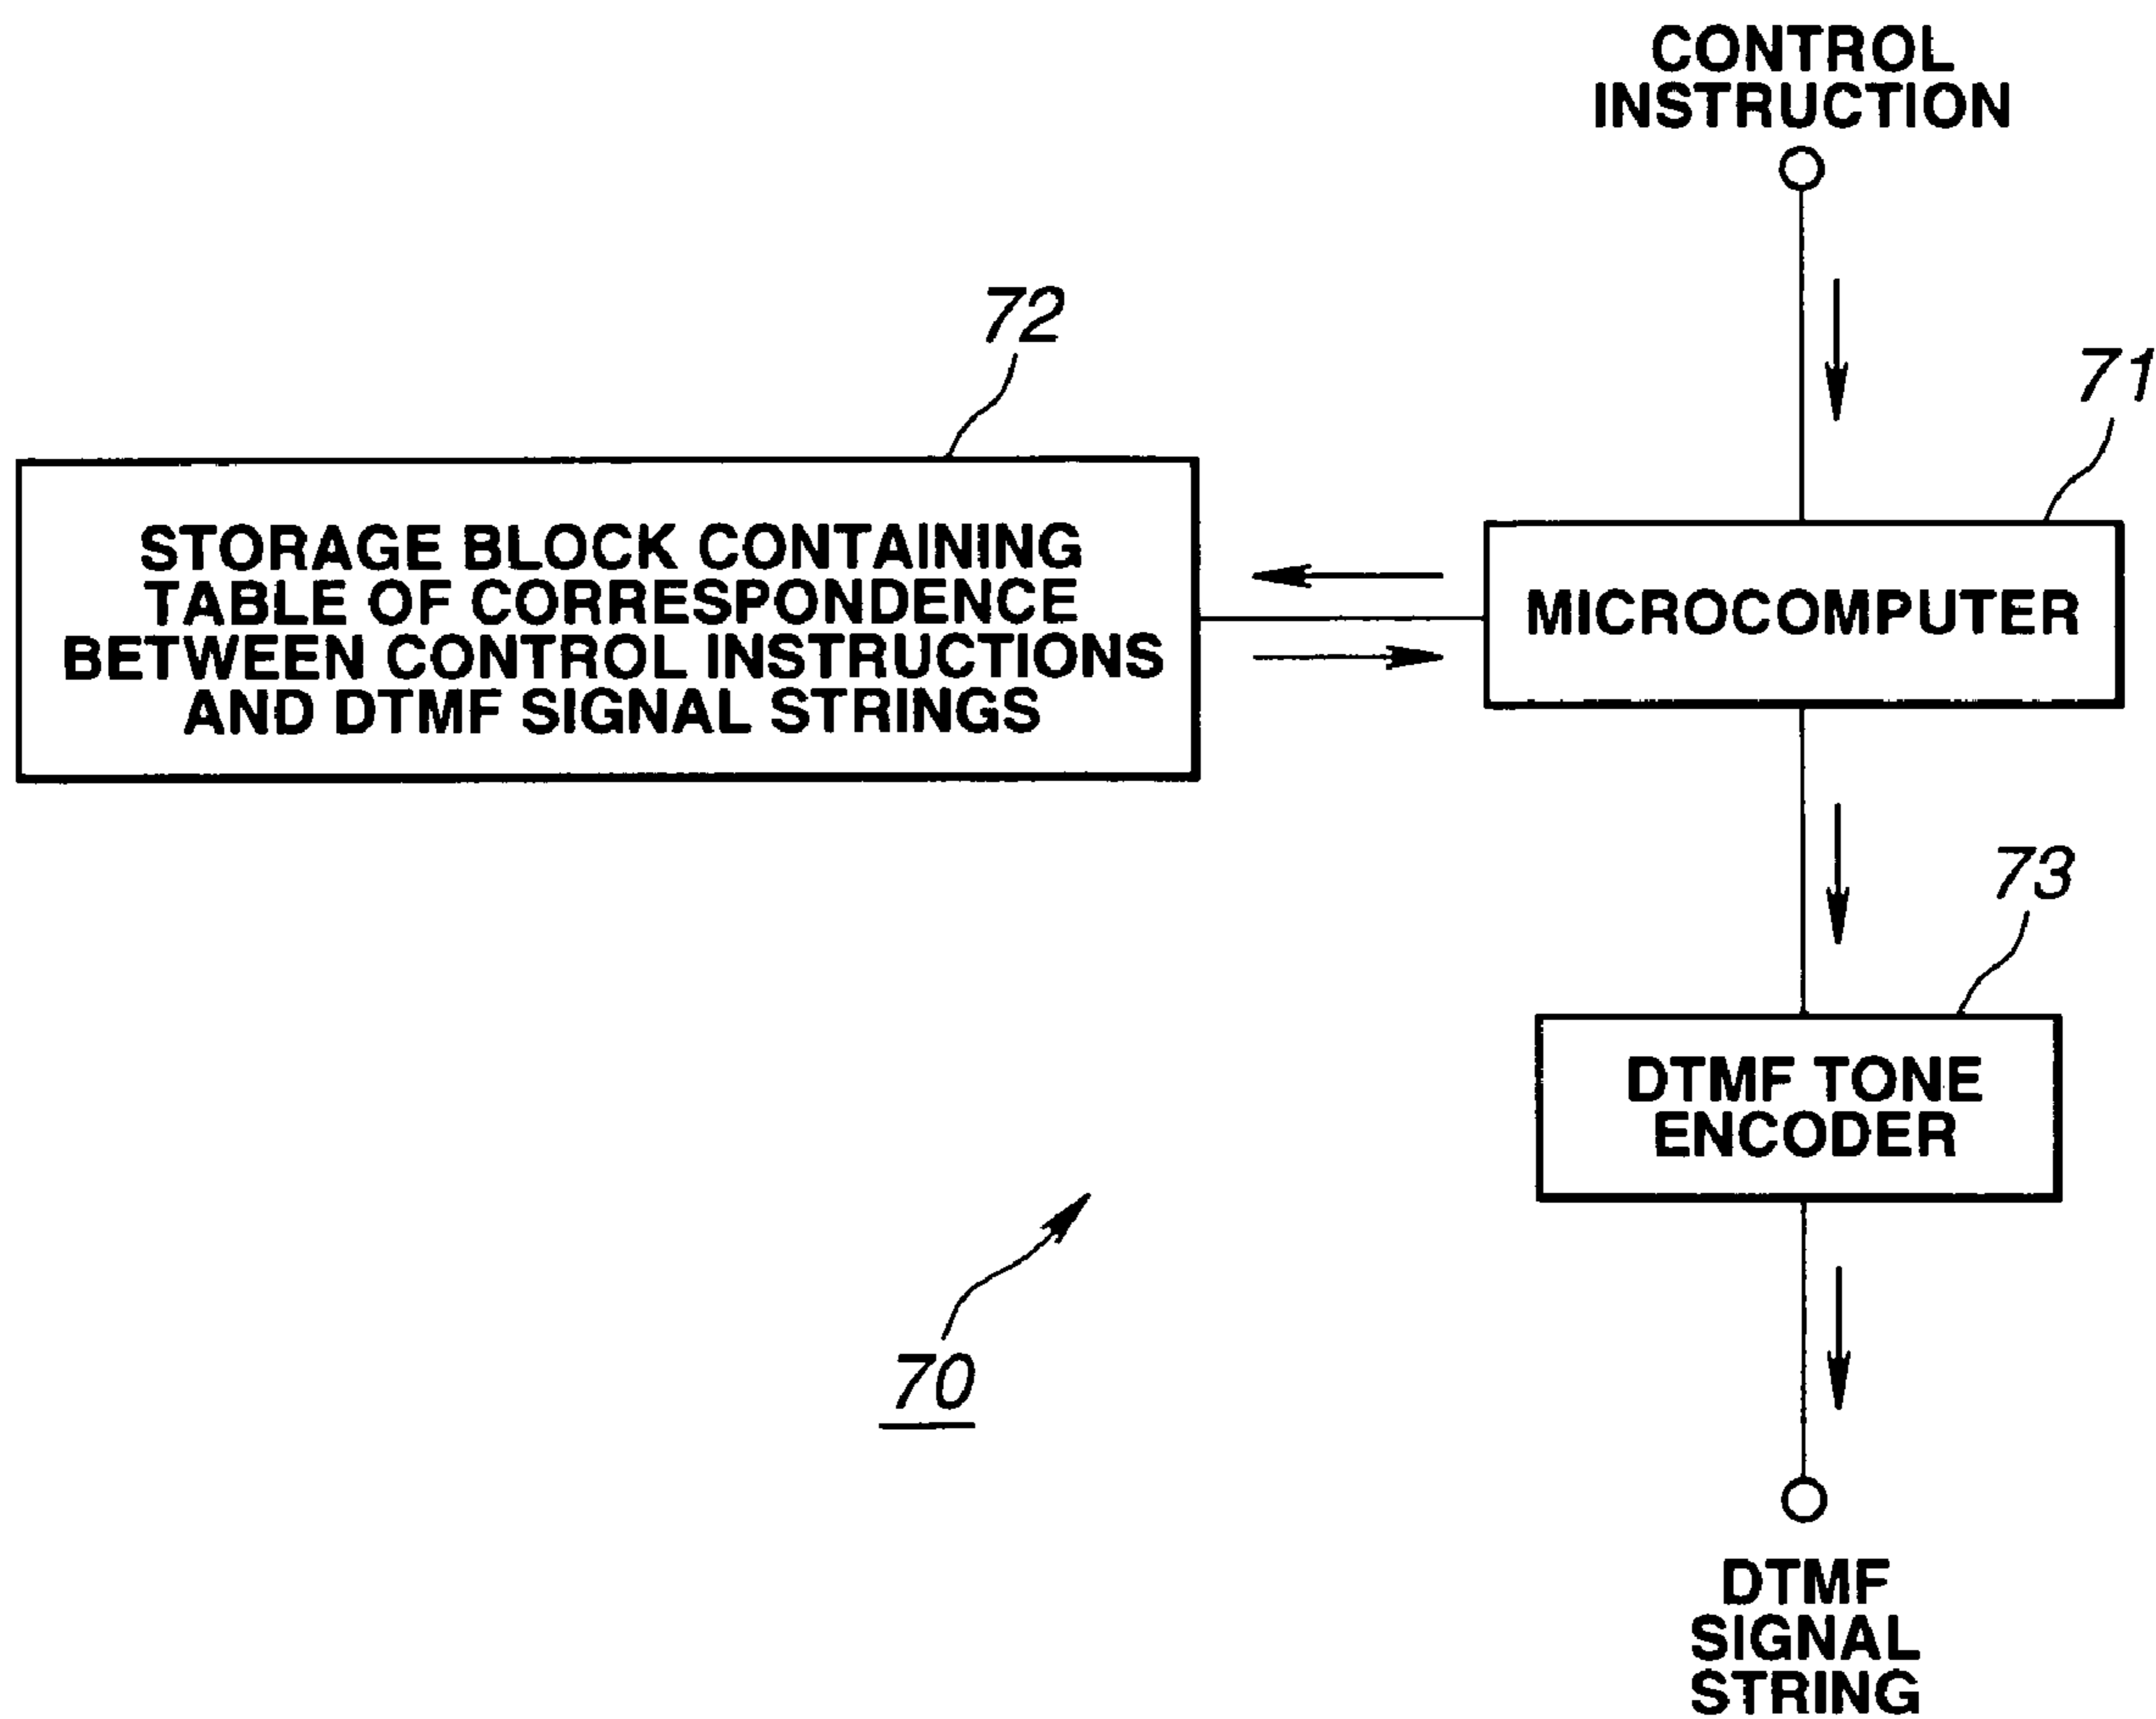 CONTROL
INSTRUCTION
72
71
STORAGE BLOCK CONTAINING
TABLE OF CORRESPONDENCE
BETWEEN CONTROL INSTRUCTIONS
AND DTMF SIGNAL STRINGS
MICROCOMPUTER
73
DTMF TONE
ENCODER
70
DTMF
SIGNAL
STRING